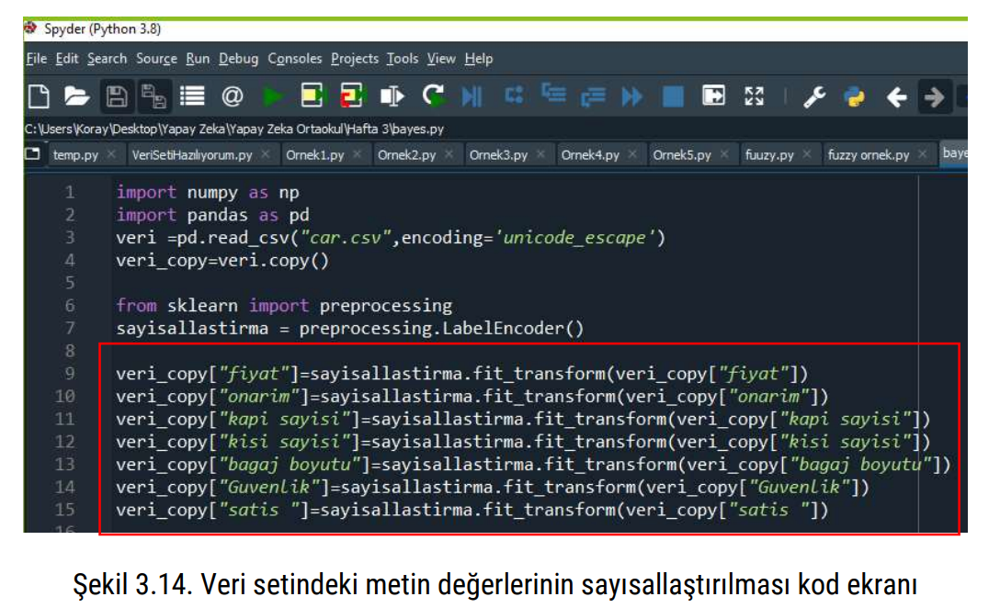 Spyder (Python 3.8)
File Edit Search Source Run Debug Consoles Projects Tools View Help
C:\Users\Koray\Desktop\Yapay Zeka\Yapay Zeka Ortaokul\Hafta 3\bayes.py
temp.py VeriSetiHazılıyorum.py Ornek1.py Ornek2.py Ornek3.py Ornek4.py Ornek5.py fuuzy.py fuzzy ornek.py baye
1 import numpy as np
2 import pandas as pd
3 veri =pd.read_csv("car.csv",encoding='unicode_escape')
4 veri_copy=veri.copy()
5
6 from sklearn import preprocessing
7 sayisallastirma = preprocessing.LabelEncoder()
8
9 veri_copy["fiyat"]=sayisallastirma.fit_transform(veri_copy["fiyat"])
10 veri_copy["onarim"]=sayisallastirma.fit_transform(veri_copy["onarim"])
11 veri_copy["kapi sayisi"]=sayisallastirma.fit_transform(veri_copy["kapi sayisi"])
12 veri_copy["kisi sayisi"]=sayisallastirma.fit_transform(veri_copy["kisi sayisi"])
13 veri_copy["bagaj boyutu"]=sayisallastirma.fit_transform(veri_copy["bagaj boyutu"])
14 veri_copy["Guvenlik"]=sayisallastirma.fit_transform(veri_copy["Guvenlik"])
15 veri_copy["satis "]=sayisallastirma.fit_transform(veri_copy["satis "])
16
Şekil 3.14. Veri setindeki metin değerlerinin sayısallaştırılması kod ekranı